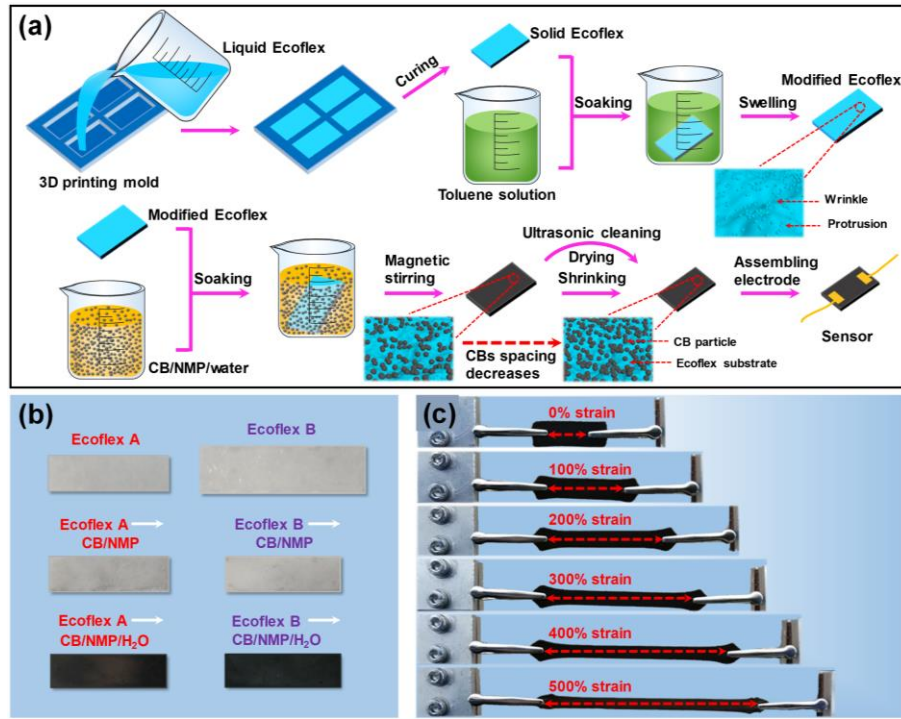 (a)
Liquid Ecoflex
3D printing mold
Curing
Solid Ecoflex
Toluene solution
Soaking
Swelling
Modified Ecoflex
Wrinkle
Protrusion
Modified Ecoflex
CB/NMP/water
Soaking
Magnetic
stirring
Ultrasonic cleaning
Drying
Shrinking
CBs spacing
decreases
CB particle
Ecoflex substrate
Assembling
electrode
Sensor
(b)
Ecoflex A
Ecoflex B
Ecoflex A
CB/NMP
Ecoflex B
CB/NMP
Ecoflex A
CB/NMP/H₂O
Ecoflex B
CB/NMP/H₂O
(c)
0% strain
100% strain
200% strain
300% strain
400% strain
500% strain